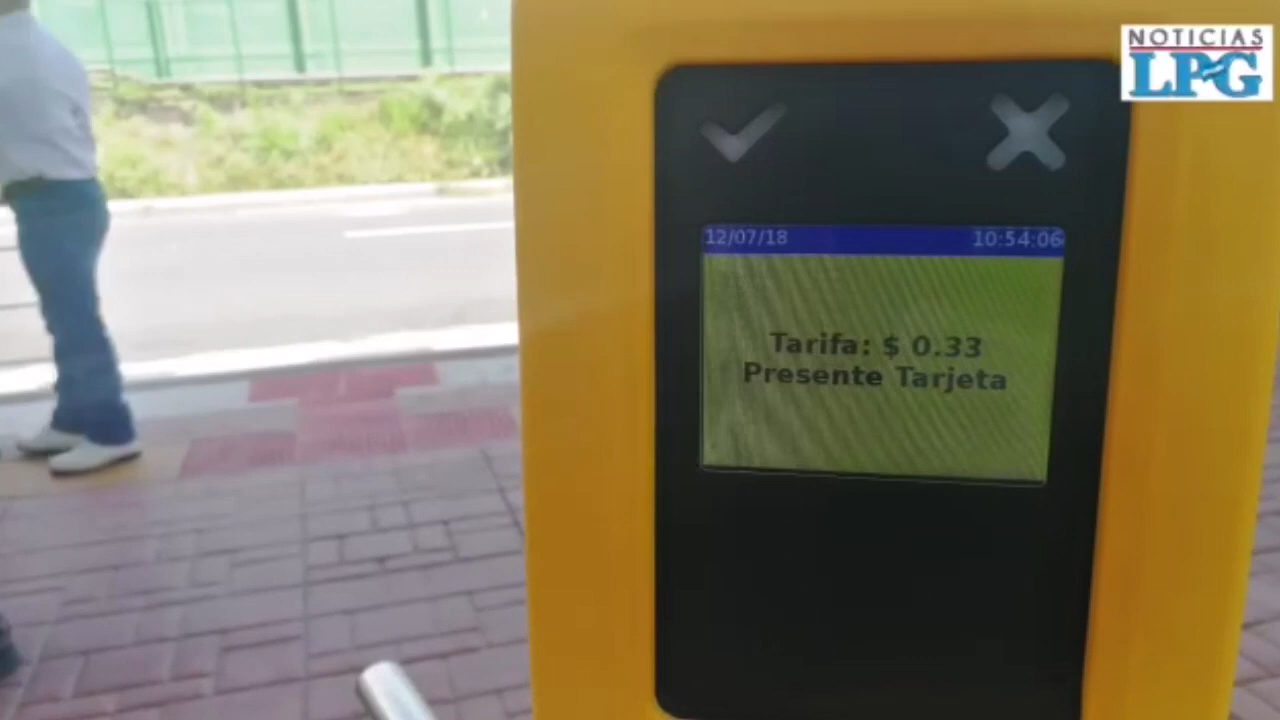 NOTICIAS
LPG
12/07/18 10:54:06
Tarifa: $ 0.33
Presente Tarjeta